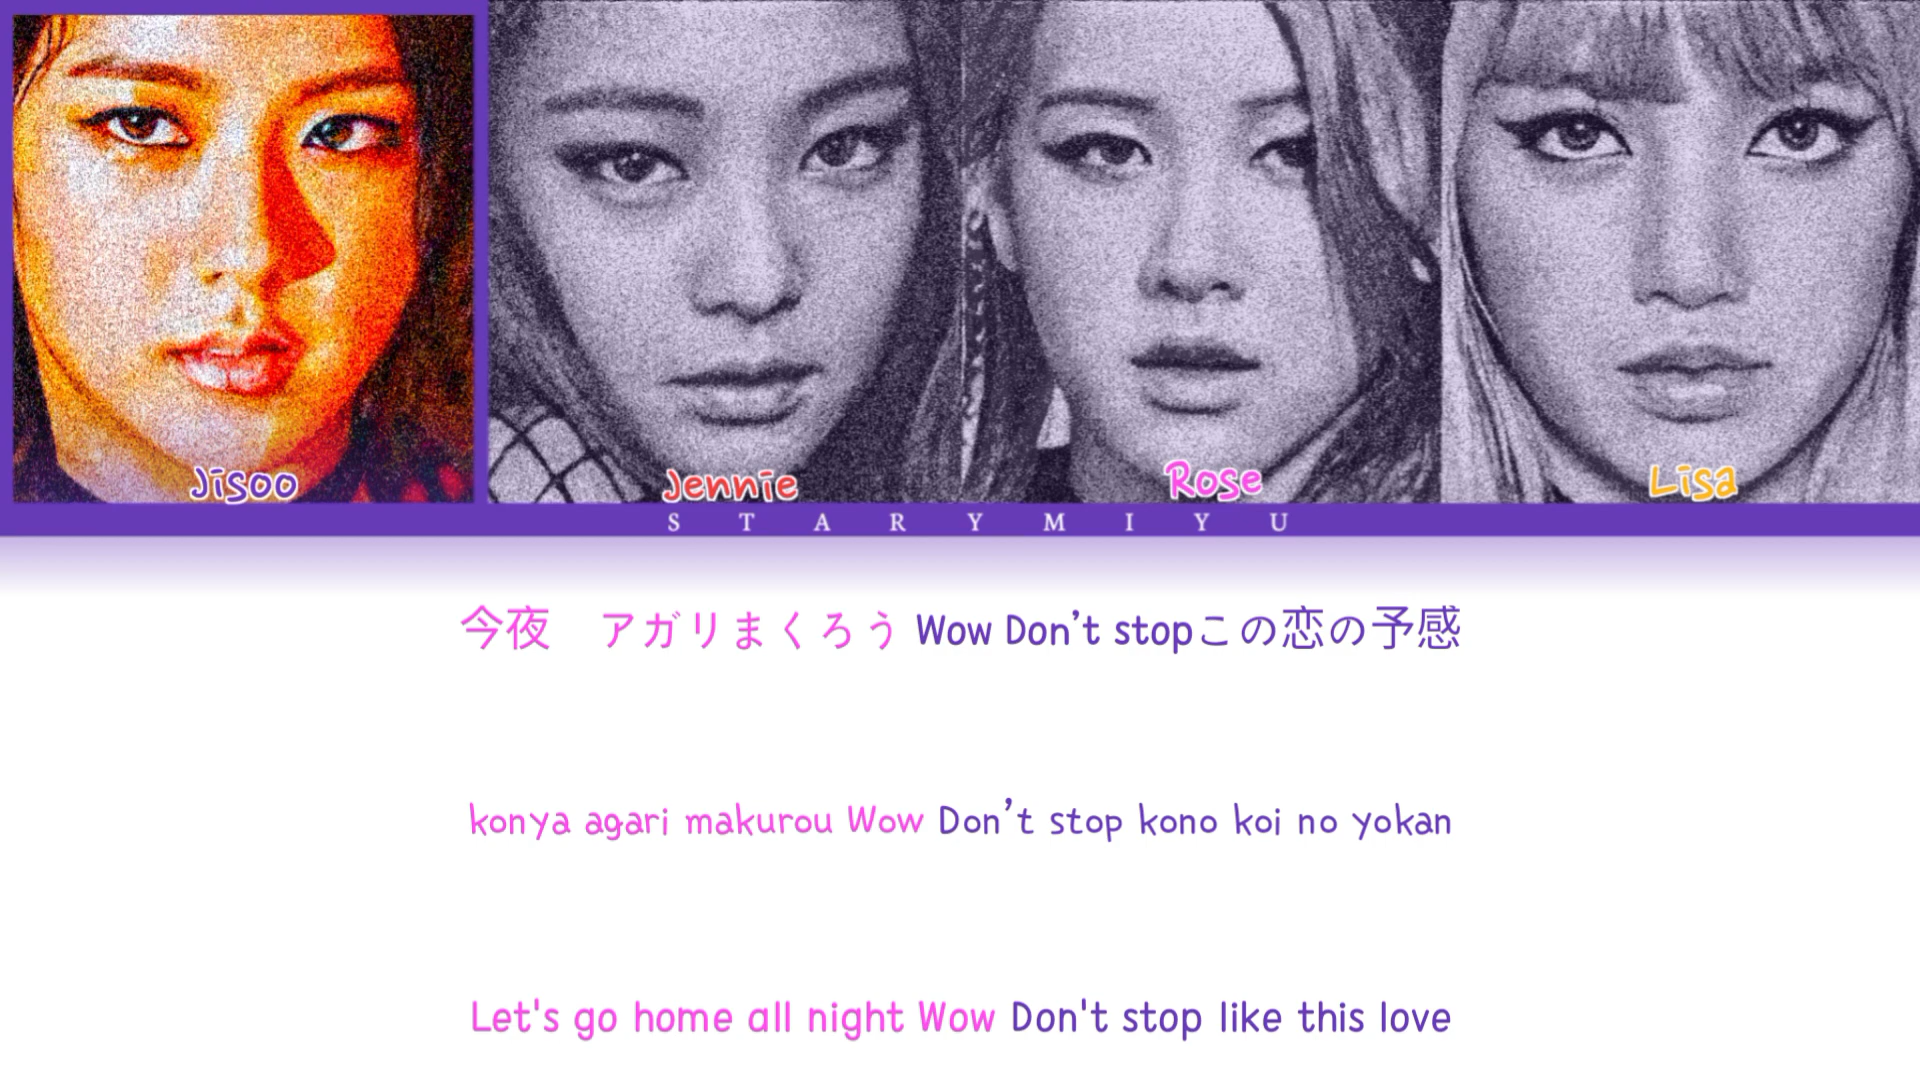 Jisoo Jennie Rose Lisa
STARYMIYU
今夜　アガリまくろう Wow Don’t stopこの恋の予感
konya agari makurou Wow Don’t stop kono koi no yokan
Let's go home all night Wow Don't stop like this love